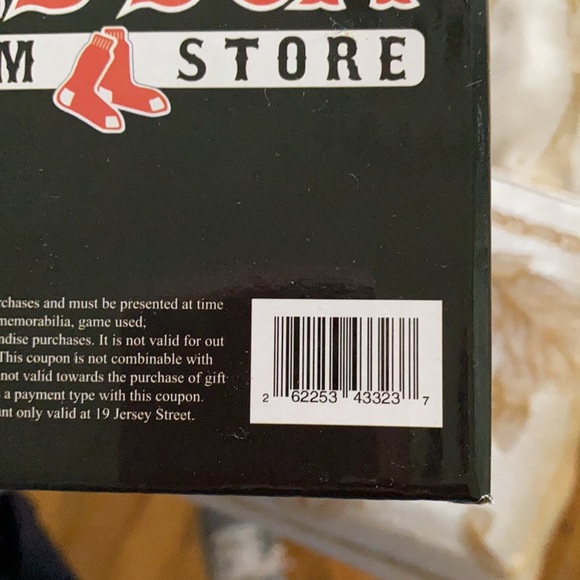 M STORE
rchases and must be presented at time
memorabilia, game used;
ndise purchases. It is not valid for out
This coupon is not combinable with
not valid towards the purchase of gift
a payment type with this coupon.
nt only valid at 19 Jersey Street.
2 62253 43323 7